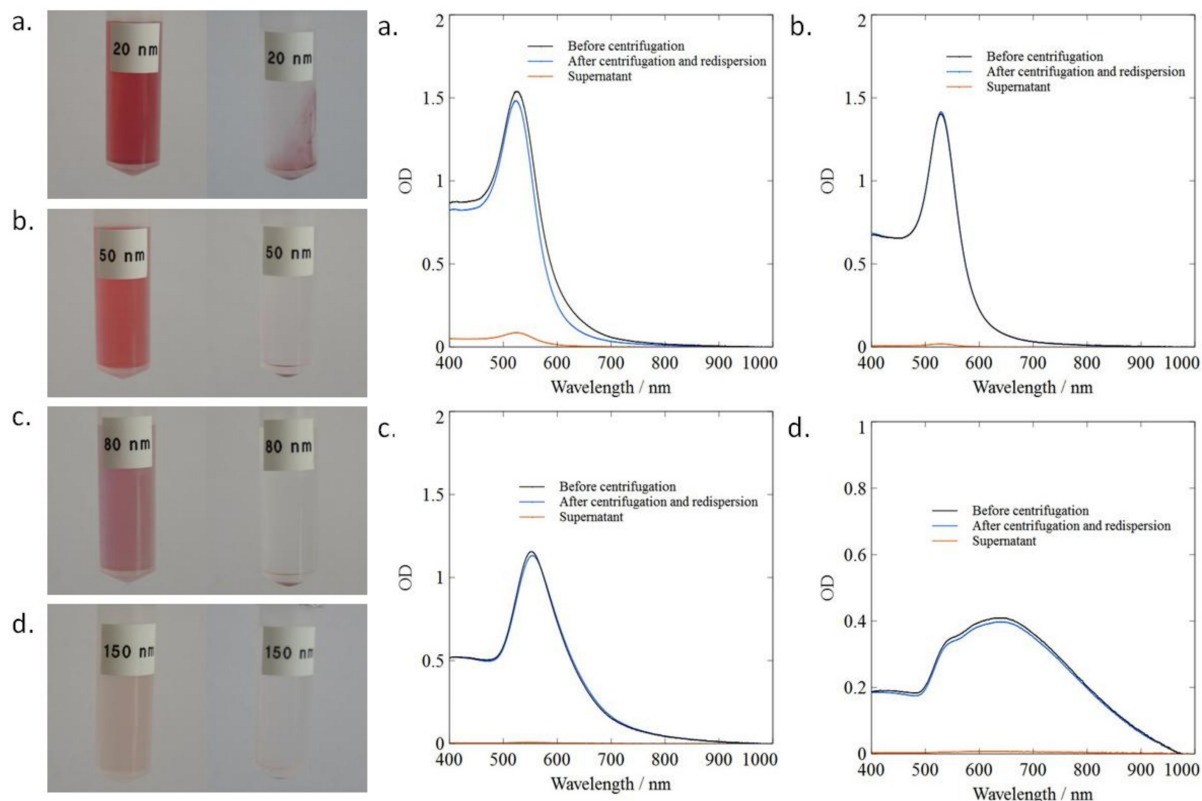 a.
20 nm
20 nm
b.
50 nm
50 nm
c.
80 nm
80 nm
d.
150 nm
150 nm
a.
Before centrifugation
After centrifugation and redispersion
Supernatant
2
1.5
1
0.5
0
OD
400 500 600 700 800 900 1000
Wavelength / nm
b.
Before centrifugation
After centrifugation and redispersion
Supernatant
2
1.5
1
0.5
0
OD
400 500 600 700 800 900 1000
Wavelength / nm
c.
Before centrifugation
After centrifugation and redispersion
Supernatant
2
1.5
1
0.5
0
OD
400 500 600 700 800 900 1000
Wavelength / nm
d.
Before centrifugation
After centrifugation and redispersion
Supernatant
1
0.8
0.6
0.4
0.2
0
OD
400 500 600 700 800 900 1000
Wavelength / nm